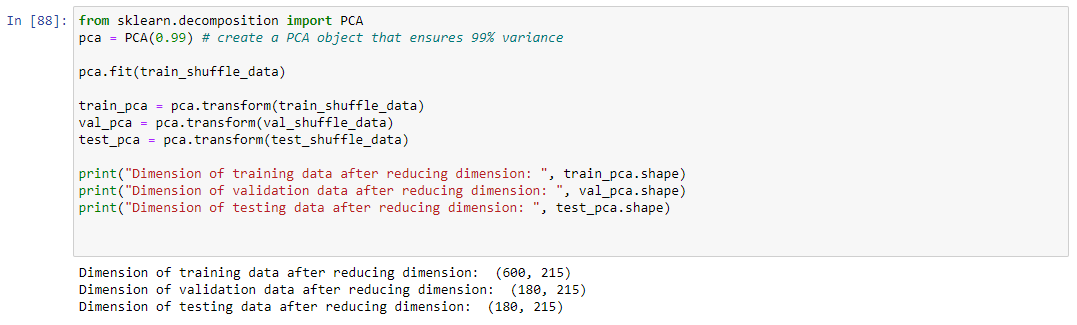 In [88]: from sklearn.decomposition import PCA
pca = PCA(0.99) # create a PCA object that ensures 99% variance
pca.fit(train_shuffle_data)
train_pca = pca.transform(train_shuffle_data)
val_pca = pca.transform(val_shuffle_data)
test_pca = pca.transform(test_shuffle_data)
print("Dimension of training data after reducing dimension: ", train_pca.shape)
print("Dimension of validation data after reducing dimension: ", val_pca.shape)
print("Dimension of testing data after reducing dimension: ", test_pca.shape)
Dimension of training data after reducing dimension:  (600, 215)
Dimension of validation data after reducing dimension:  (180, 215)
Dimension of testing data after reducing dimension:  (180, 215)